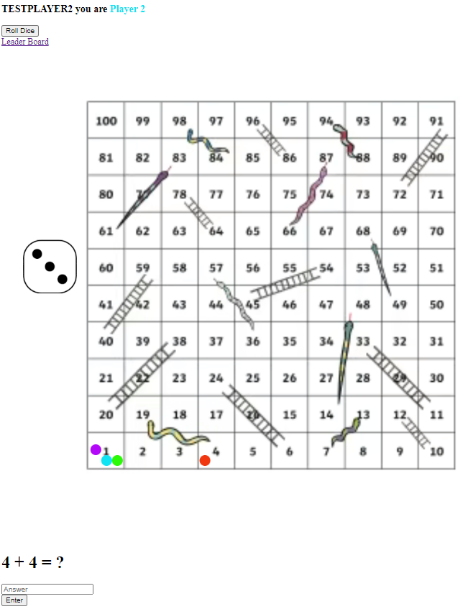 TESTPLAYER2 you are Player 2
Roll Dice
Leader Board
100 99 98 97 96 95 94 93 92 91
81 82 83 84 85 86 87 88 89 90
80 78 77 76 75 74 73 72 71
61 62 63 64 65 66 67 68 69 70
60 59 58 57 56 55 54 53 52 51
41 42 43 44 45 46 47 48 49 50
40 39 38 37 36 35 34 33 32 31
21 22 23 24 25 26 27 28 29 30
20 19 18 17 16 15 14 13 12 11
1 2 3 4 5 6 7 8 9 10
4 + 4 = ?
Answer
Enter